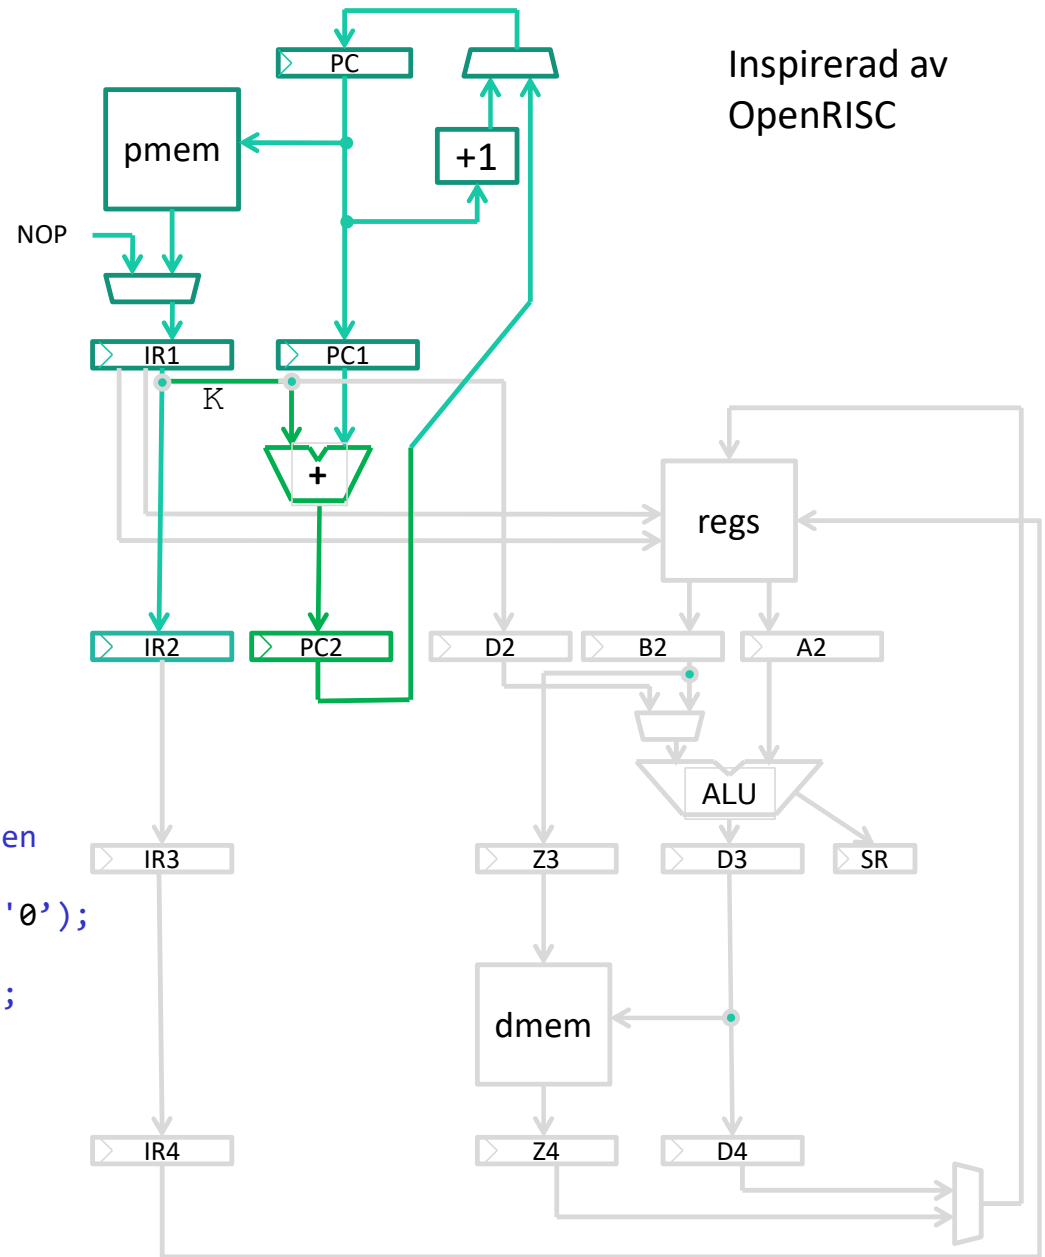 Inspirerad av
OpenRISC
PC
pmem
+1
NOP
IR1
PC1
K
+
regs
IR2
PC2
D2
B2
A2
ALU
en
IR3
Z3
D3
SR
'0’);
;
dmem
IR4
Z4
D4